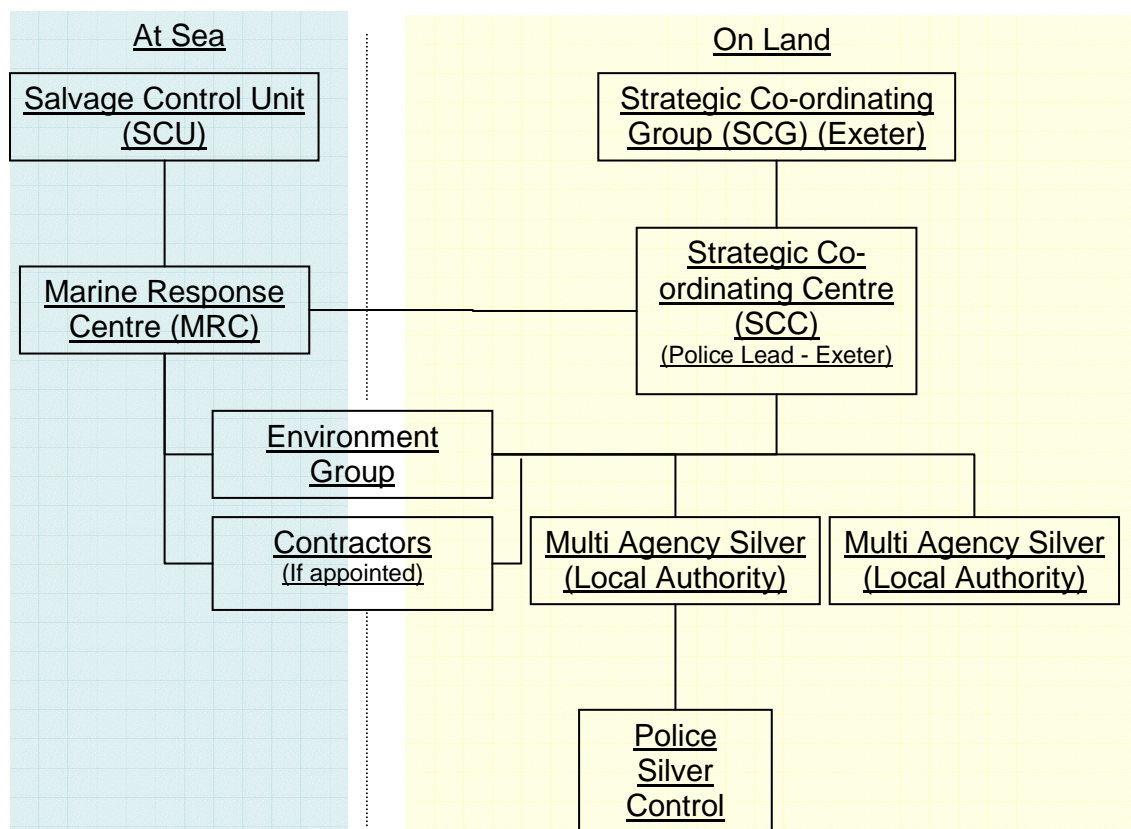 At Sea
Salvage Control Unit
(SCU)
Marine Response
Centre (MRC)
On Land
Strategic Co-ordinating
Group (SCG) (Exeter)
Strategic Co-
ordinating Centre
(SCC)
(Police Lead - Exeter)
Environment
Group
Contractors
(If appointed)
Multi Agency Silver
(Local Authority)
Multi Agency Silver
(Local Authority)
Police
Silver
Control